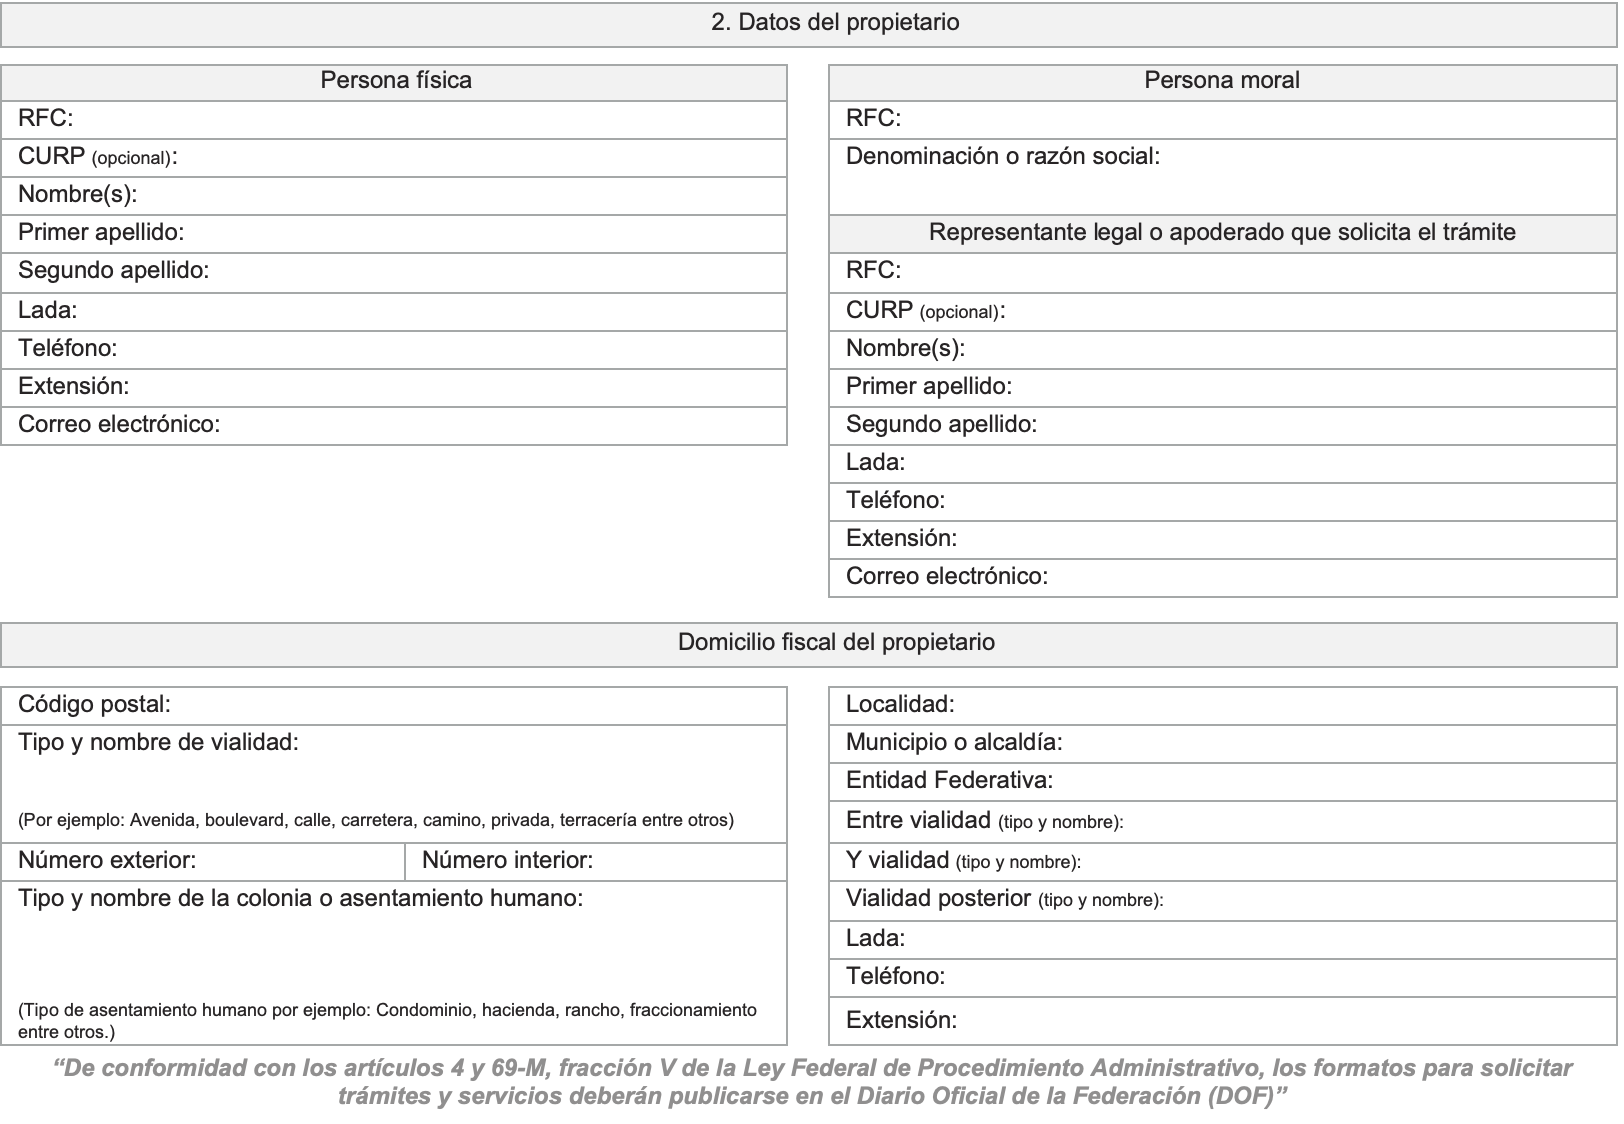 2. Datos del propietario
Persona física
RFC:
CURP (opcional):
Nombre(s):
Primer apellido:
Segundo apellido:
Lada:
Teléfono:
Extensión:
Correo electrónico:
Persona moral
RFC:
Denominación o razón social:
Representante legal o apoderado que solicita el trámite
RFC:
CURP (opcional):
Nombre(s):
Primer apellido:
Segundo apellido:
Lada:
Teléfono:
Extensión:
Correo electrónico:
Domicilio fiscal del propietario
Código postal:
Tipo y nombre de vialidad:
(Por ejemplo: Avenida, boulevard, calle, carretera, camino, privada, terracería entre otros)
Número exterior:
Número interior:
Tipo y nombre de la colonia o asentamiento humano:
(Tipo de asentamiento humano por ejemplo: Condominio, hacienda, rancho, fraccionamiento
entre otros.)
Localidad:
Municipio o alcaldía:
Entidad Federativa:
Entre vialidad (tipo y nombre):
Y vialidad (tipo y nombre):
Vialidad posterior (tipo y nombre):
Lada:
Teléfono:
Extensión:
“De conformidad con los artículos 4 y 69-M, fracción V de la Ley Federal de Procedimiento Administrativo, los formatos para solicitar
trámites y servicios deberán publicarse en el Diario Oficial de la Federación (DOF)”